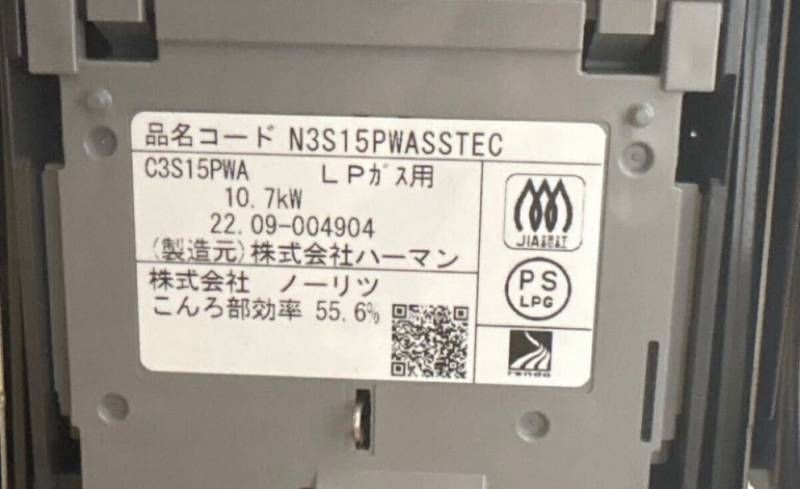 品名コード N3S15PWASSTEC
C3S15PWA LPガス用
10.7kW
22.09-004904
(製造元)株式会社ハーマン
株式会社 ノーリツ
こんろ部効率 55.6%
JIA認証
PS
LPG